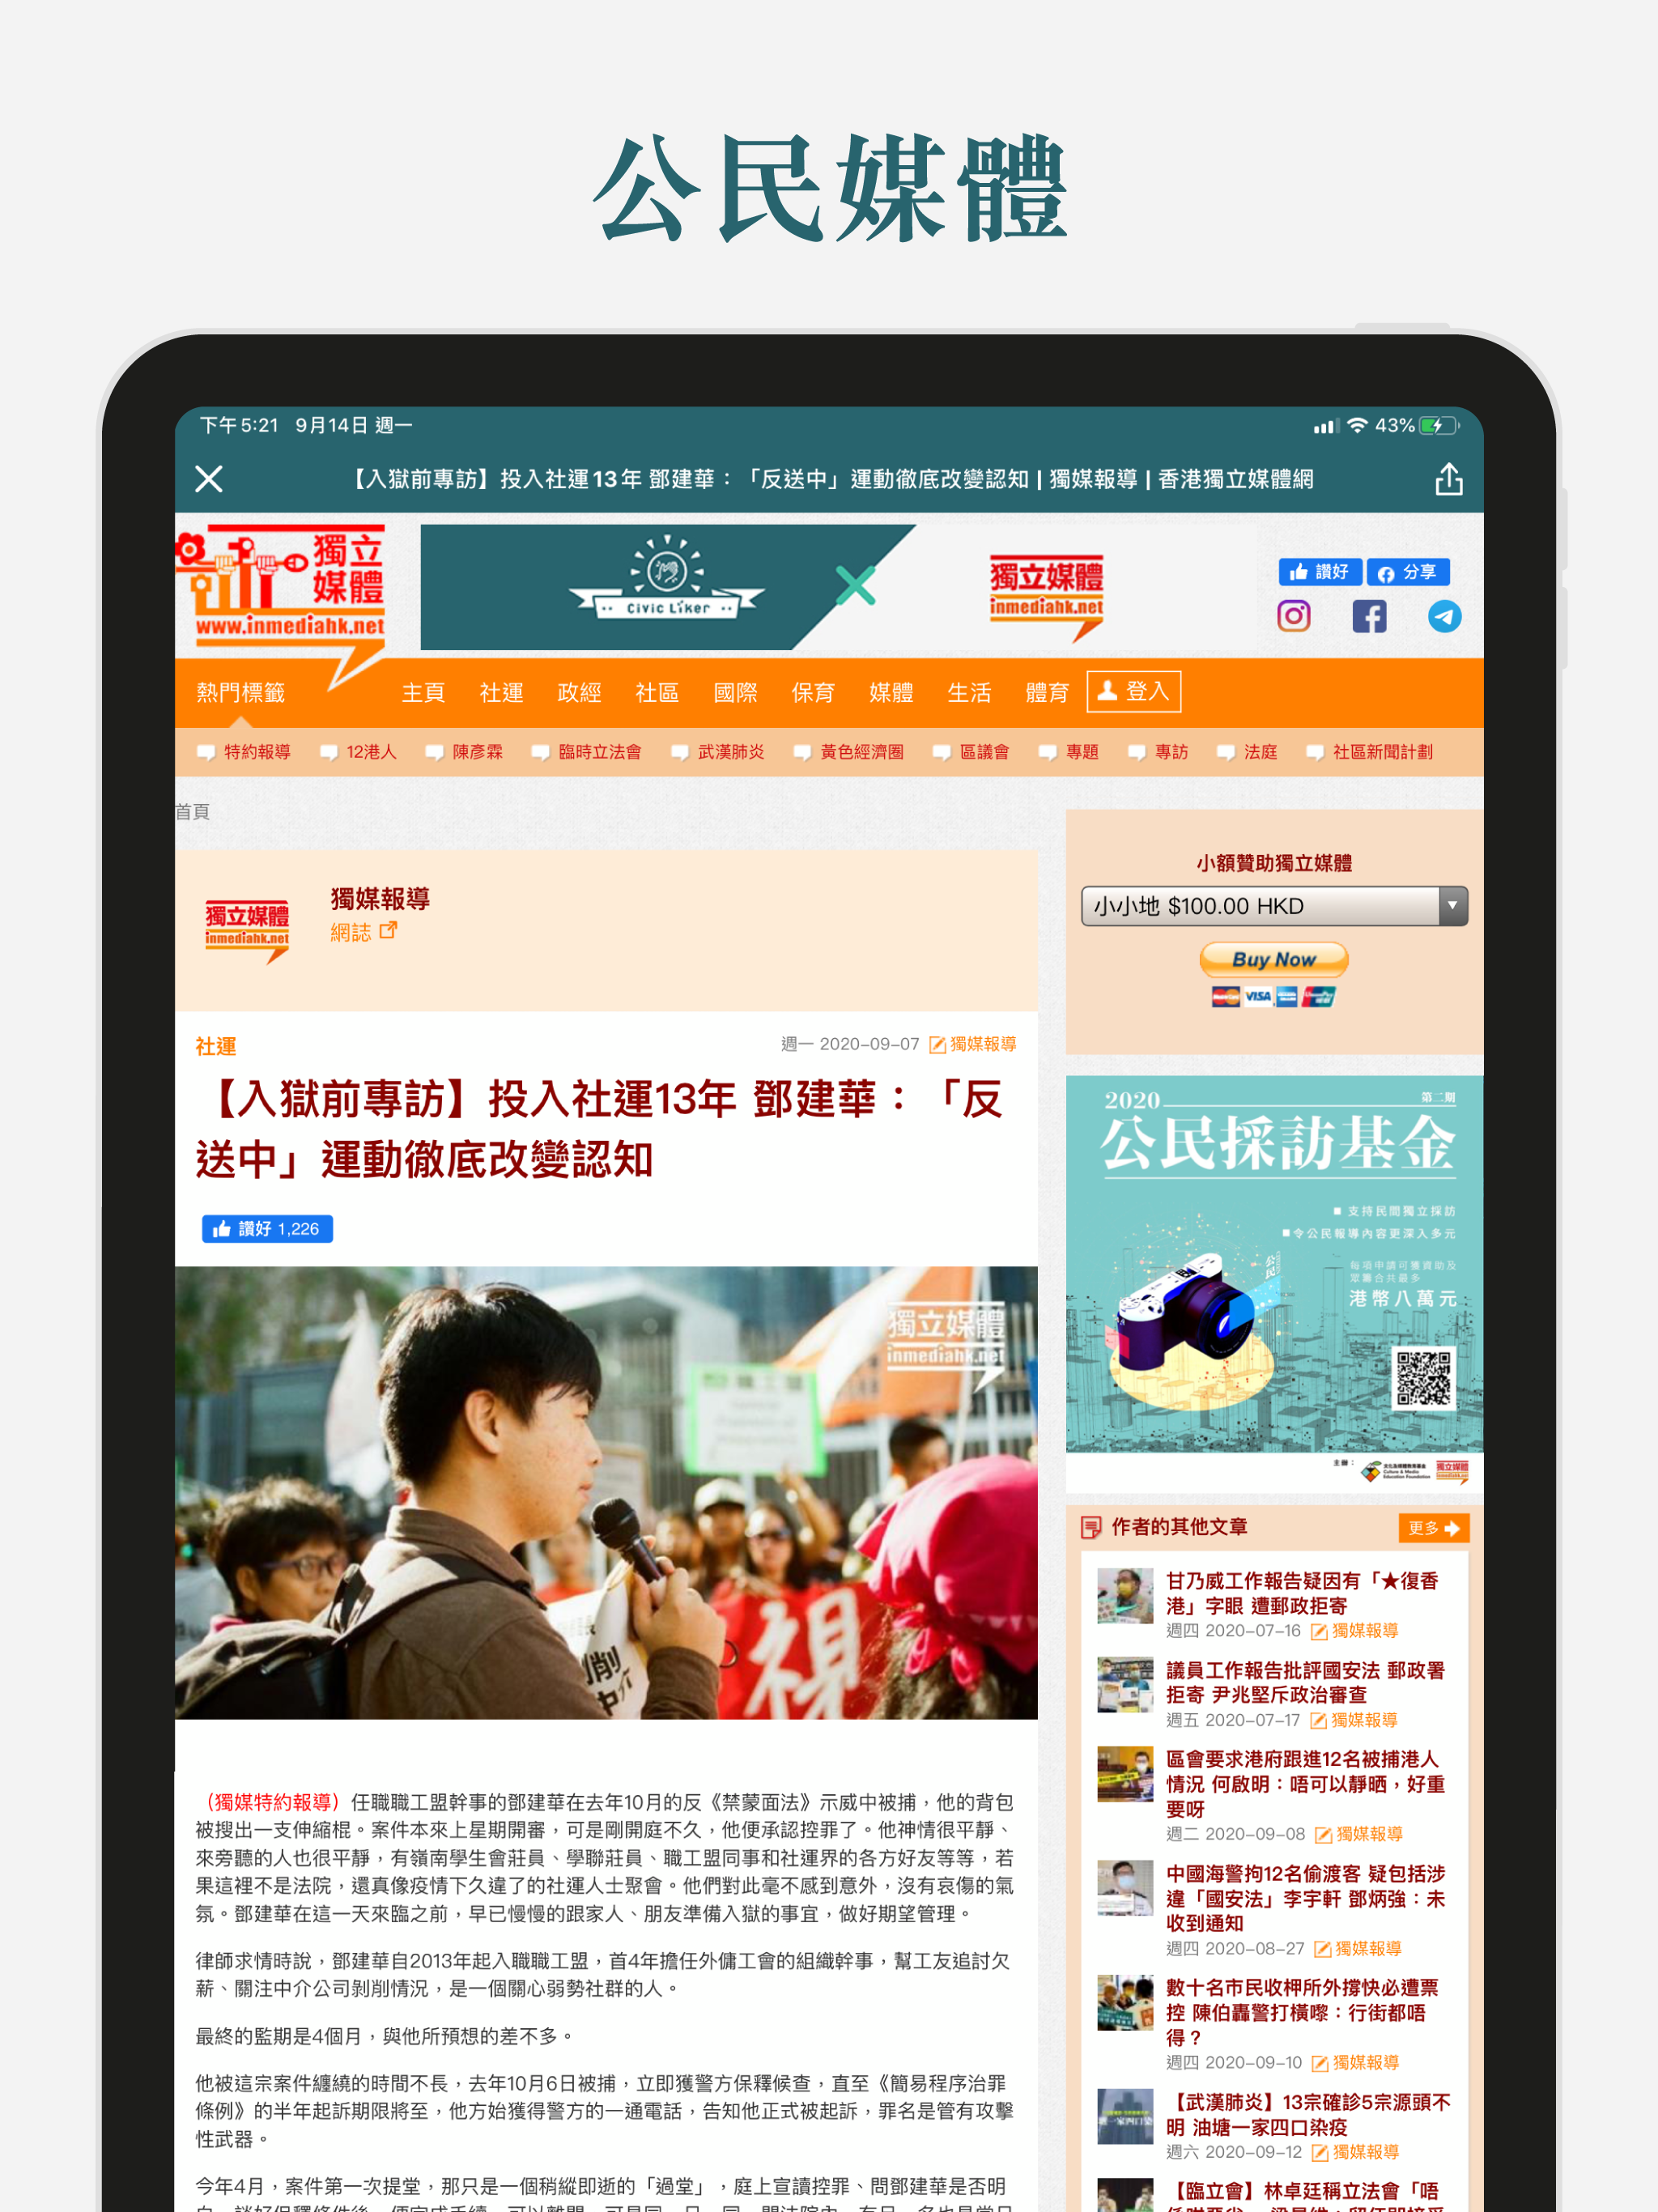 公民媒體
下午5:21 9月14日 週一
43%
【入獄前專訪】投入社運13年 鄧建華：「反送中」運動徹底改變認知 | 獨媒報導 | 香港獨立媒體網
獨立
媒體
www.inmediahk.net
Civic Liker
獨立媒體
inmediahk.net
讚好 分享
熱門標籤 主頁 社運 政經 社區 國際 保育 媒體 生活 體育 登入
特約報導 12港人 陳彥霖 臨時立法會 武漢肺炎 黃色經濟圈 區議會 專題 專訪 法庭 社區新聞計劃
首頁
獨立媒體
inmediahk.net
獨媒報導
網誌
社運
週一 2020-09-07 獨媒報導
【入獄前專訪】投入社運13年 鄧建華：「反
送中」運動徹底改變認知
讚好 1,226
獨立媒體
inmediahk.net
職工盟
剝削
中介
視
（獨媒特約報導）任職職工盟幹事的鄧建華在去年10月的反《禁蒙面法》示威中被捕，他的背包
被搜出一支伸縮棍。案件本來上星期開審，可是剛開庭不久，他便承認控罪了。他神情很平靜、
來旁聽的人也很平靜，有嶺南學生會莊員、學聯莊員、職工盟同事和社運界的各方好友等等，若
果這裡不是法院，還真像疫情下久違了的社運人士聚會。他們對此毫不感到意外，沒有哀傷的氣
氛。鄧建華在這一天來臨之前，早已慢慢的跟家人、朋友準備入獄的事宜，做好期望管理。
律師求情時說，鄧建華自2013年起入職職工盟，首4年擔任外傭工會的組織幹事，幫工友追討欠
薪、關注中介公司剝削情況，是一個關心弱勢社群的人。
最終的監期是4個月，與他所預想的差不多。
他被這宗案件纏繞的時間不長，去年10月6日被捕，立即獲警方保釋候查，直至《簡易程序治罪
條例》的半年起訴期限將至，他方始獲得警方的一通電話，告知他正式被起訴，罪名是管有攻擊
性武器。
今年4月，案件第一次提堂，那只是一個稍縱即逝的「過堂」，庭上宣讀控罪、問鄧建華是否明
小額贊助獨立媒體
小小地 $100.00 HKD
Buy Now
VISA
2020 第二期
公民採訪基金
支持民間獨立採訪
令公民報導內容更深入多元
每項申請可獲資助及
眾籌合共最多
港幣八萬元
公民
主辦：
文化及媒體教育基金
Culture & Media
Education Foundation
獨立媒體
作者的其他文章 更多
甘乃威工作報告疑因有「★復香
港」字眼 遭郵政拒寄
週四 2020-07-16 獨媒報導
議員工作報告批評國安法 郵政署
拒寄 尹兆堅斥政治審查
週五 2020-07-17 獨媒報導
區會要求港府跟進12名被捕港人
情況 何啟明：唔可以靜晒，好重
要呀
週二 2020-09-08 獨媒報導
中國海警拘12名偷渡客 疑包括涉
違「國安法」李宇軒 鄧炳強：未
收到通知
週四 2020-08-27 獨媒報導
數十名市民收柙所外撐快必遭票
控 陳伯轟警打橫嚟：行街都唔
得？
週四 2020-09-10 獨媒報導
【武漢肺炎】13宗確診5宗源頭不
明 油塘一家四口染疫
週六 2020-09-12 獨媒報導
【臨立會】林卓廷稱立法會「唔